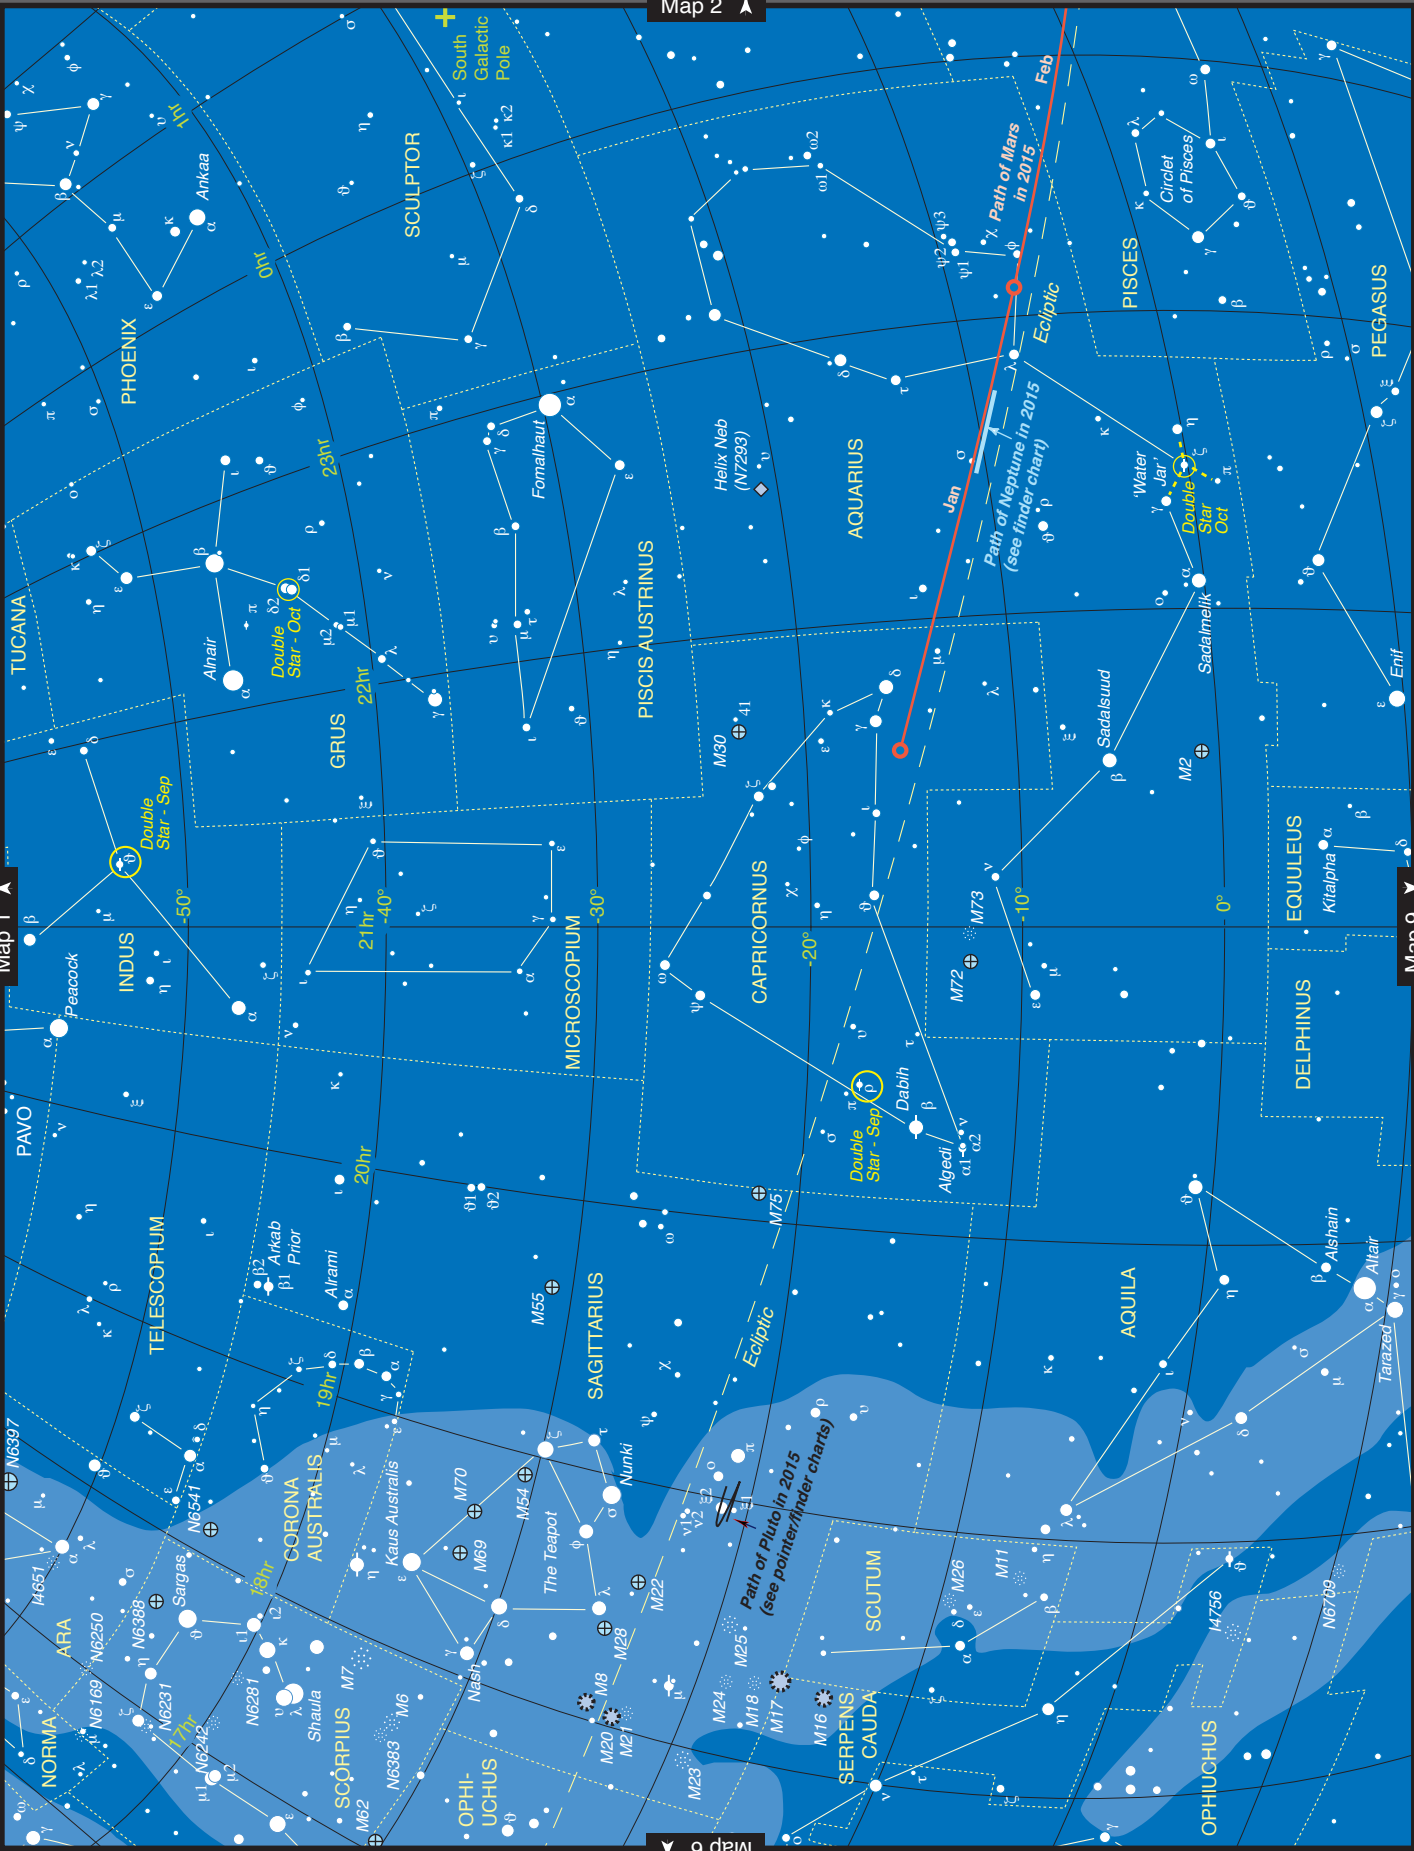 Map 2
South
Galactic
Pole
1hr
Ankaa
SCULPTOR
PHOENIX
0hr
Feb
Path of Mars
in 2015
Circlet
of Pisces
PISCES
PEGASUS
Ecliptic
23hr
Fomalhaut
Helix Neb
(N7293)
AQUARIUS
Jan
Path of Neptune in 2015
(see finder chart)
'Water
Jar'
Double
Star
Oct
TUCANA
Alnair
Double
Star - Oct
22hr
GRUS
PISCIS AUSTRINUS
M30
41
Sadalmelik
Sadalsuud
M2
Enif
Double
Star - Sep
-50°
-40°
-30°
-20°
-10°
0°
21hr
INDUS
Peacock
MICROSCOPIUM
CAPRICORNUS
M73
M72
EQUULEUS
Kitalpha
DELPHINUS
Map 1
Map 9
PAVO
20hr
Double
Star - Sep
Dabih
Algedi
M75
TELESCOPIUM
Arkab
Prior
Alrami
M55
SAGITTARIUS
Ecliptic
AQUILA
Alshain
Altair
Tarazed
19hr
N6397
N6541
CORONA
AUSTRALIS
Kaus Australis
M70
M54
M69
Nunki
The Teapot
Path of Pluto in 2015
(see pointer/finder charts)
SCUTUM
M26
M11
I4651
ARA
N6250
N6388
Sargas
18hr
M22
M28
M25
I4756
N6709
N6169
N6231
N6281
Shaula
M7
M6
Nash
M8
M24
M18
M17
M16
NORMA
17hr
N6242
SCORPIUS
N6383
M62
OPHI-
UCHUS
M20
M21
M23
SERPENS
CAUDA
OPHIUCHUS
Map 6